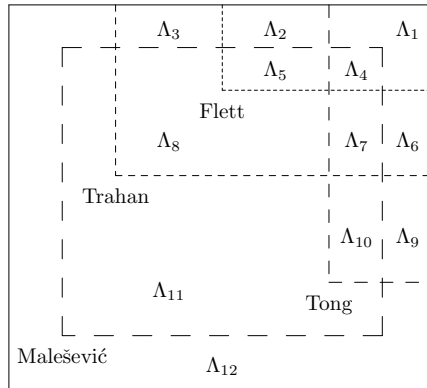 Λ₃ Λ₂ Λ₁
Λ₅ Λ₄
Flett
Λ₈ Λ₇ Λ₆
Trahan
Λ₁₀ Λ₉
Λ₁₁
Tong
Malešević
Λ₁₂